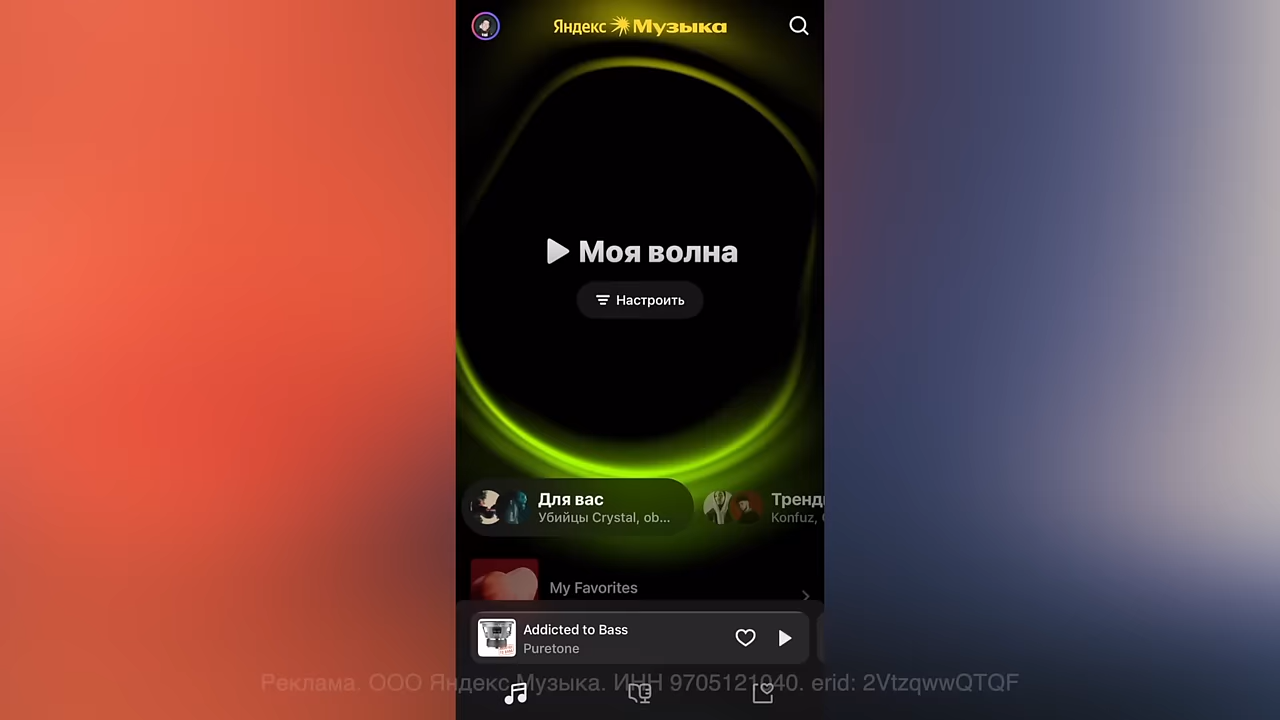 Яндекс Музыка
Моя волна
Настроить
Для вас
Убийцы Crystal, ob...
Тренд
Konfuz,
My Favorites
Addicted to Bass
Puretone
Реклама. ООО Яндекс Музыка. ИНН 9705121040. erid: 2VtzqwwQTQF